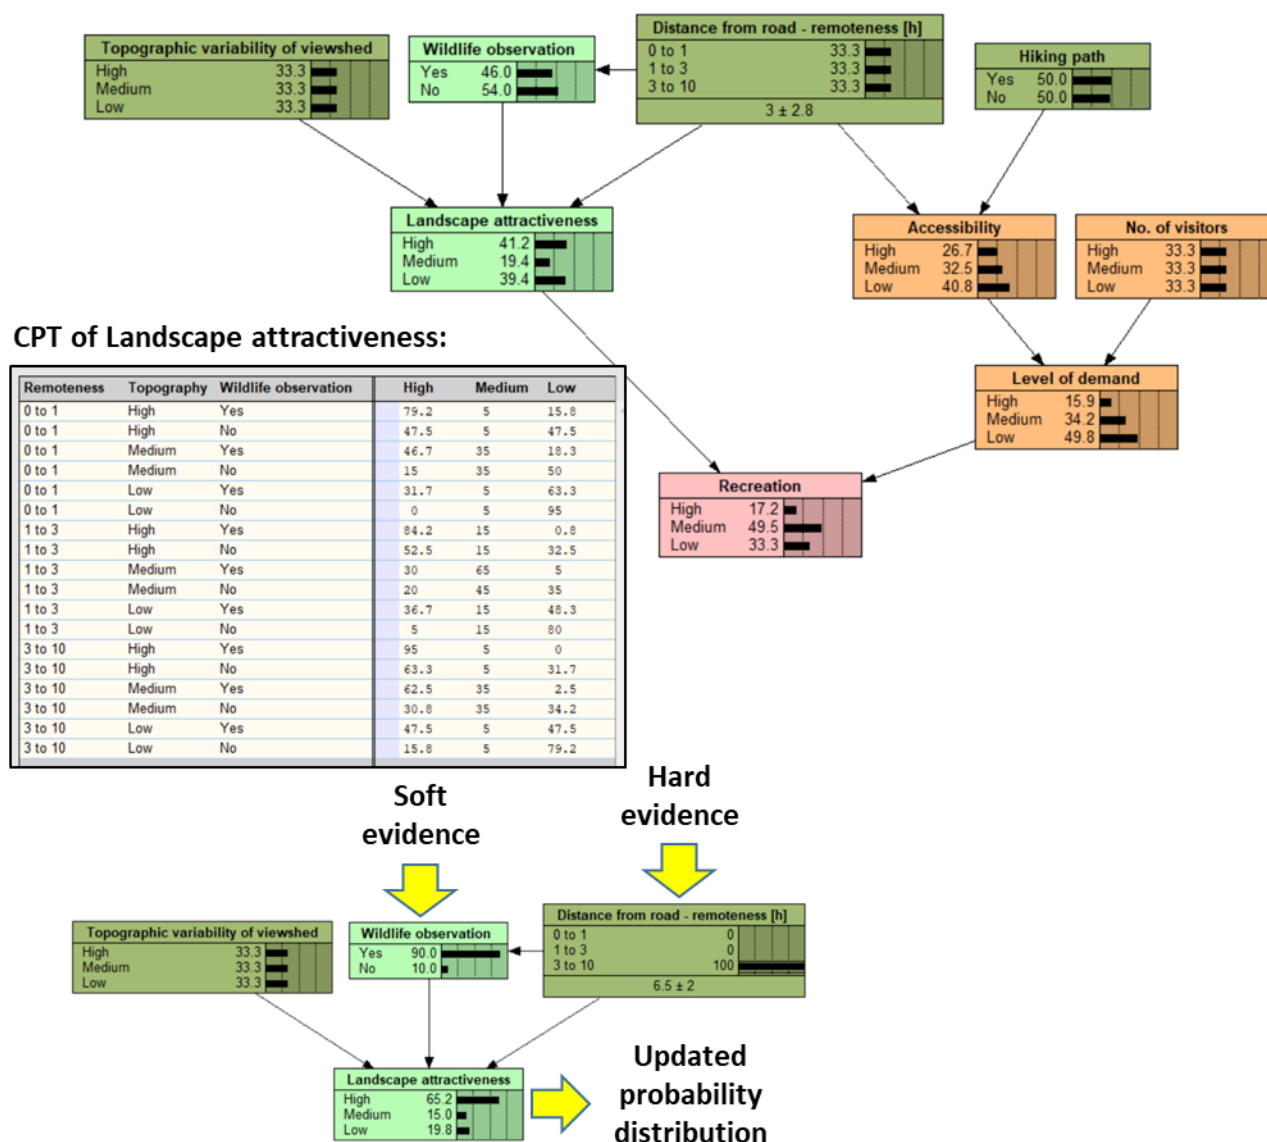 Topographic variability of viewshed
High 33.3
Medium 33.3
Low 33.3
Wildlife observation
Yes 46.0
No 54.0
Distance from road - remoteness [h]
0 to 1 33.3
1 to 3 33.3
3 to 10 33.3
3 ± 2.8
Hiking path
Yes 50.0
No 50.0
Landscape attractiveness
High 41.2
Medium 19.4
Low 39.4
Accessibility
High 26.7
Medium 32.5
Low 40.8
No. of visitors
High 33.3
Medium 33.3
Low 33.3
CPT of Landscape attractiveness:
Level of demand
High 15.9
Medium 34.2
Low 49.8
Recreation
High 17.2
Medium 49.5
Low 33.3
Remoteness Topography Wildlife observation High Medium Low
0 to 1 High Yes 79.2 5 15.8
0 to 1 High No 47.5 5 47.5
0 to 1 Medium Yes 46.7 35 18.3
0 to 1 Medium No 15 35 50
0 to 1 Low Yes 31.7 5 63.3
0 to 1 Low No 0 5 95
1 to 3 High Yes 84.2 15 0.8
1 to 3 High No 52.5 15 32.5
1 to 3 Medium Yes 30 65 5
1 to 3 Medium No 20 45 35
1 to 3 Low Yes 36.7 15 48.3
1 to 3 Low No 5 15 80
3 to 10 High Yes 95 5 0
3 to 10 High No 63.3 5 31.7
3 to 10 Medium Yes 62.5 35 2.5
3 to 10 Medium No 30.8 35 34.2
3 to 10 Low Yes 47.5 5 47.5
3 to 10 Low No 15.8 5 79.2
Soft
evidence
Hard
evidence
Topographic variability of viewshed
High 33.3
Medium 33.3
Low 33.3
Wildlife observation
Yes 90.0
No 10.0
Distance from road - remoteness [h]
0 to 1 0
1 to 3 0
3 to 10 100
6.5 ± 2
Landscape attractiveness
High 65.2
Medium 15.0
Low 19.8
Updated
probability
distribution